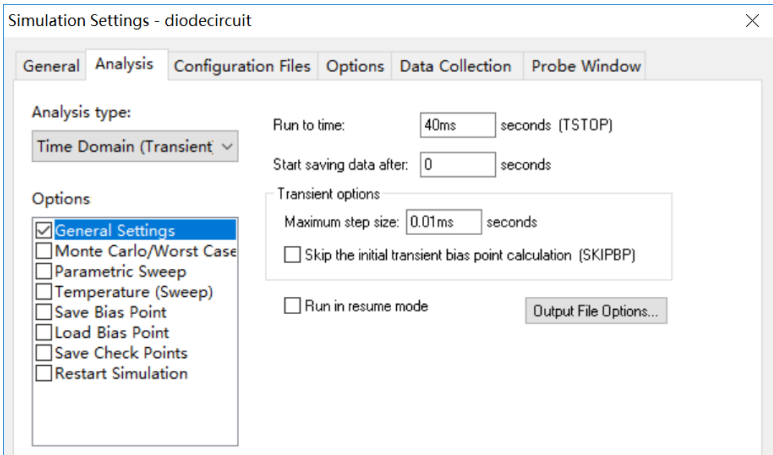 Simulation Settings - diodecircuit
General Analysis Configuration Files Options Data Collection Probe Window
Analysis type:
Time Domain (Transient)
Options
General Settings
Monte Carlo/Worst Case
Parametric Sweep
Temperature (Sweep)
Save Bias Point
Load Bias Point
Save Check Points
Restart Simulation
Run to time: 40ms seconds (TSTOP)
Start saving data after: 0 seconds
Transient options
Maximum step size: 0.01ms seconds
Skip the initial transient bias point calculation (SKIPBP)
Run in resume mode
Output File Options...